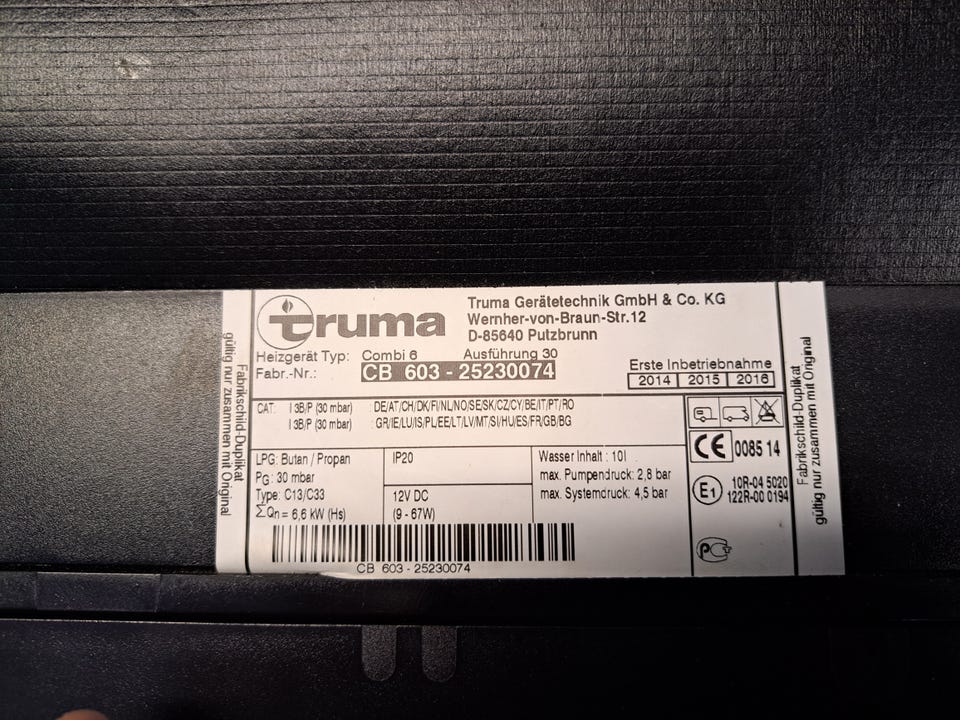 truma
Truma Gerätetechnik GmbH & Co. KG
Wernher-von-Braun-Str.12
D-85640 Putzbrunn
Heizgerät Typ: Combi 6 Ausführung 30
Fabr.-Nr.: CB 603 - 25230074
Erste Inbetriebnahme
2014 2015 2016
CAT: I 3B/P (30 mbar) : DE/AT/CH/DK/FI/NL/NO/SE/SK/CZ/CY/BE/IT/PT/RO
I 3B/P (30 mbar) : GR/IE/LU/IS/PL/EE/LT/LV/MT/SI/HU/ES/FR/GB/BG
LPG: Butan / Propan
PG: 30 mbar
Type: C13/C33
ΣQn = 6,6 kW (Hs)
IP20
12V DC
(9 - 67W)
Wasser Inhalt : 10l
max. Pumpendruck: 2,8 bar
max. Systemdruck: 4,5 bar
CE 0085 14
E1 10R-04 5020
122R-00 0194
PC
CB 603 - 25230074
Fabrikschild-Duplikat
gültig nur zusammen mit Original
Fabrikschild-Duplikat
gültig nur zusammen mit Original